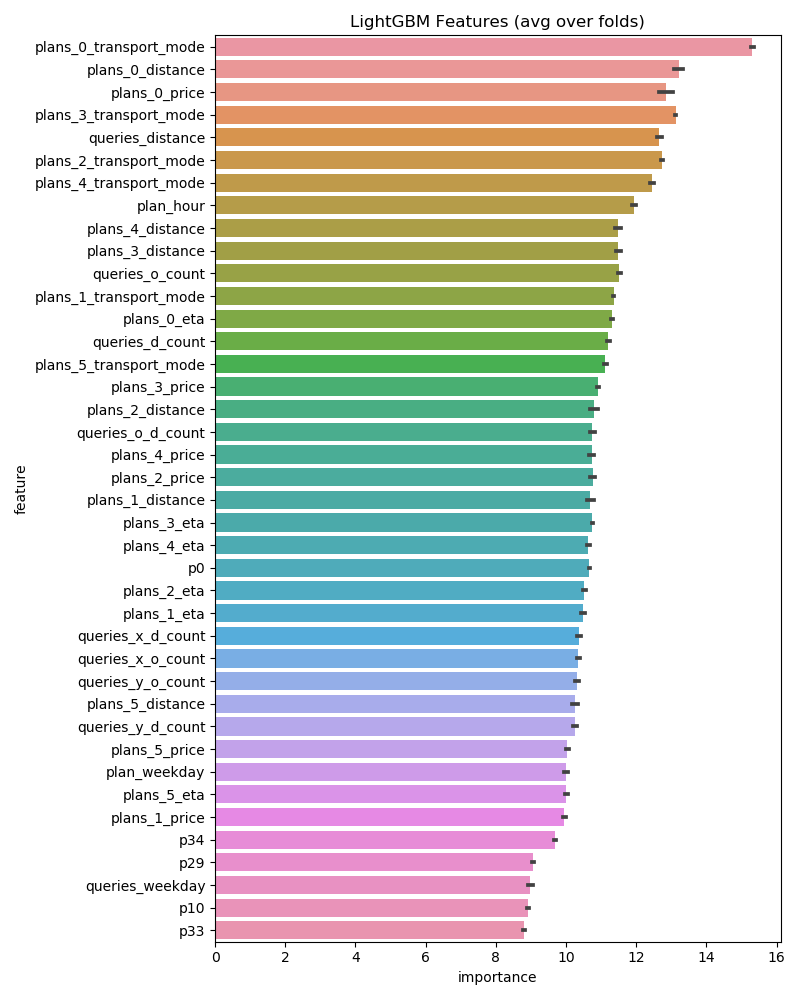 LightGBM Features (avg over folds)
plans_0_transport_mode
plans_0_distance
plans_0_price
plans_3_transport_mode
queries_distance
plans_2_transport_mode
plans_4_transport_mode
plan_hour
plans_4_distance
plans_3_distance
queries_o_count
plans_1_transport_mode
plans_0_eta
queries_d_count
plans_5_transport_mode
plans_3_price
plans_2_distance
queries_o_d_count
plans_4_price
plans_2_price
plans_1_distance
plans_3_eta
plans_4_eta
p0
plans_2_eta
plans_1_eta
queries_x_d_count
queries_x_o_count
queries_y_o_count
plans_5_distance
queries_y_d_count
plans_5_price
plan_weekday
plans_5_eta
plans_1_price
p34
p29
queries_weekday
p10
p33
feature
0 2 4 6 8 10 12 14 16
importance